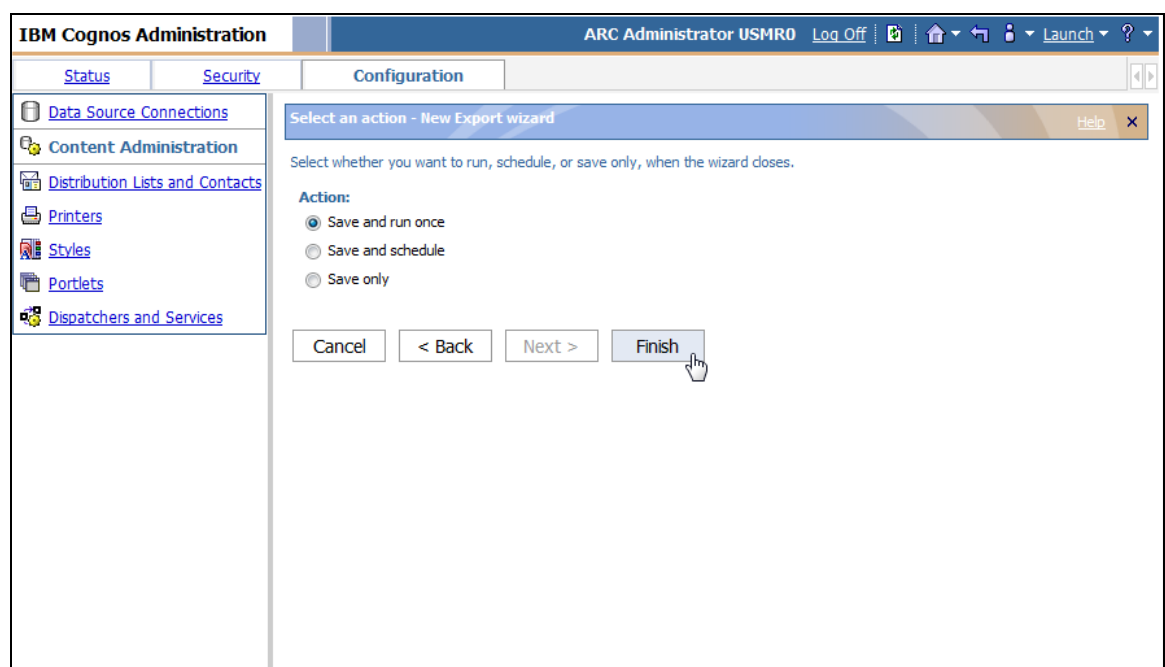 IBM Cognos Administration
ARC Administrator USMR0 Log Off Launch ?
Status Security Configuration
Data Source Connections
Content Administration
Distribution Lists and Contacts
Printers
Styles
Portlets
Dispatchers and Services
Select an action - New Export wizard Help
Select whether you want to run, schedule, or save only, when the wizard closes.
Action:
Save and run once
Save and schedule
Save only
Cancel < Back Next > Finish